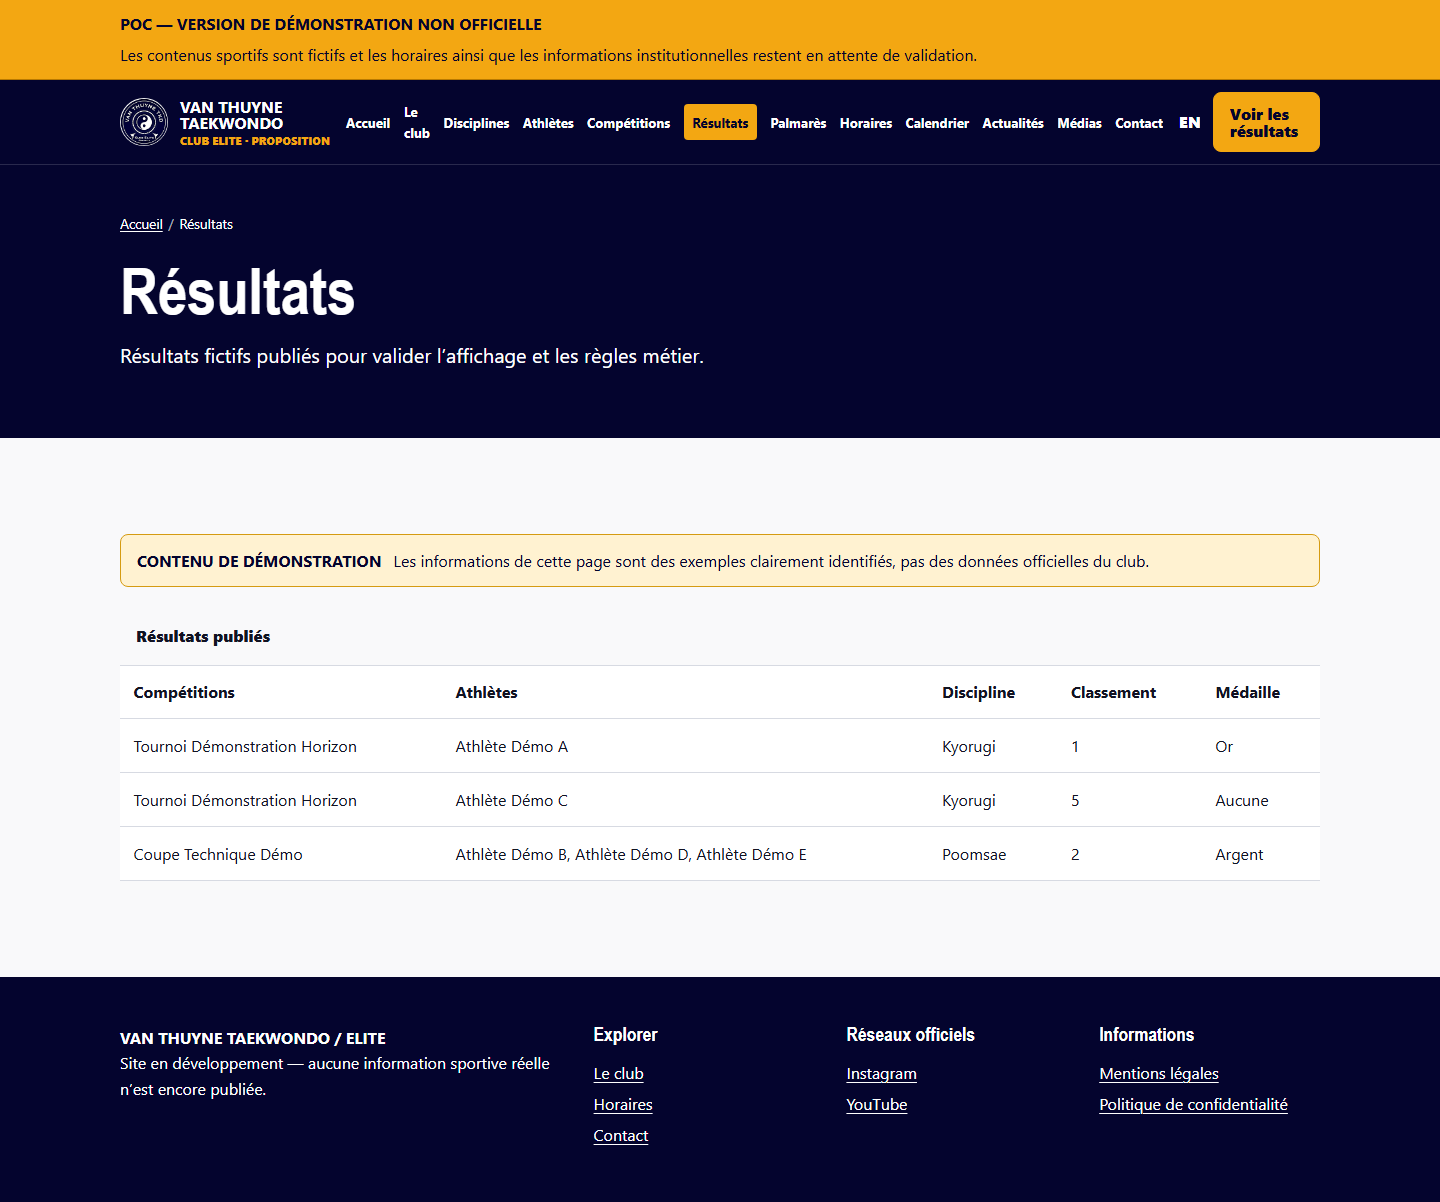 POC — VERSION DE DÉMONSTRATION NON OFFICIELLE
Les contenus sportifs sont fictifs et les horaires ainsi que les informations institutionnelles restent en attente de validation.
VAN THUYNE
TAEKWONDO
CLUB ELITE · PROPOSITION
Accueil
Le
club
Disciplines
Athlètes
Compétitions
Résultats
Palmarès
Horaires
Calendrier
Actualités
Médias
Contact
EN
Voir les
résultats
Accueil / Résultats
Résultats
Résultats fictifs publiés pour valider l’affichage et les règles métier.
CONTENU DE DÉMONSTRATION Les informations de cette page sont des exemples clairement identifiés, pas des données officielles du club.
Résultats publiés
Compétitions Athlètes Discipline Classement Médaille
Tournoi Démonstration Horizon Athlète Démo A Kyorugi 1 Or
Tournoi Démonstration Horizon Athlète Démo C Kyorugi 5 Aucune
Coupe Technique Démo Athlète Démo B, Athlète Démo D, Athlète Démo E Poomsae 2 Argent
VAN THUYNE TAEKWONDO / ELITE
Site en développement — aucune information sportive réelle
n’est encore publiée.
Explorer
Le club
Horaires
Contact
Réseaux officiels
Instagram
YouTube
Informations
Mentions légales
Politique de confidentialité